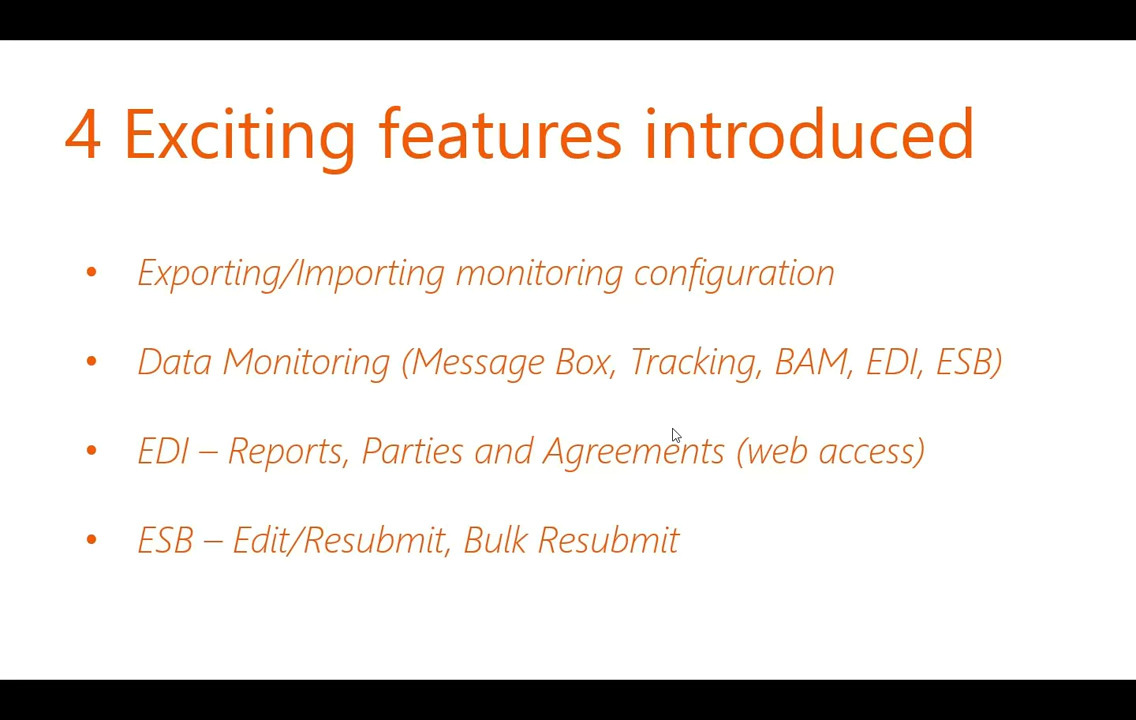 4 Exciting features introduced
• Exporting/Importing monitoring configuration
• Data Monitoring (Message Box, Tracking, BAM, EDI, ESB)
• EDI – Reports, Parties and Agreements (web access)
• ESB – Edit/Resubmit, Bulk Resubmit